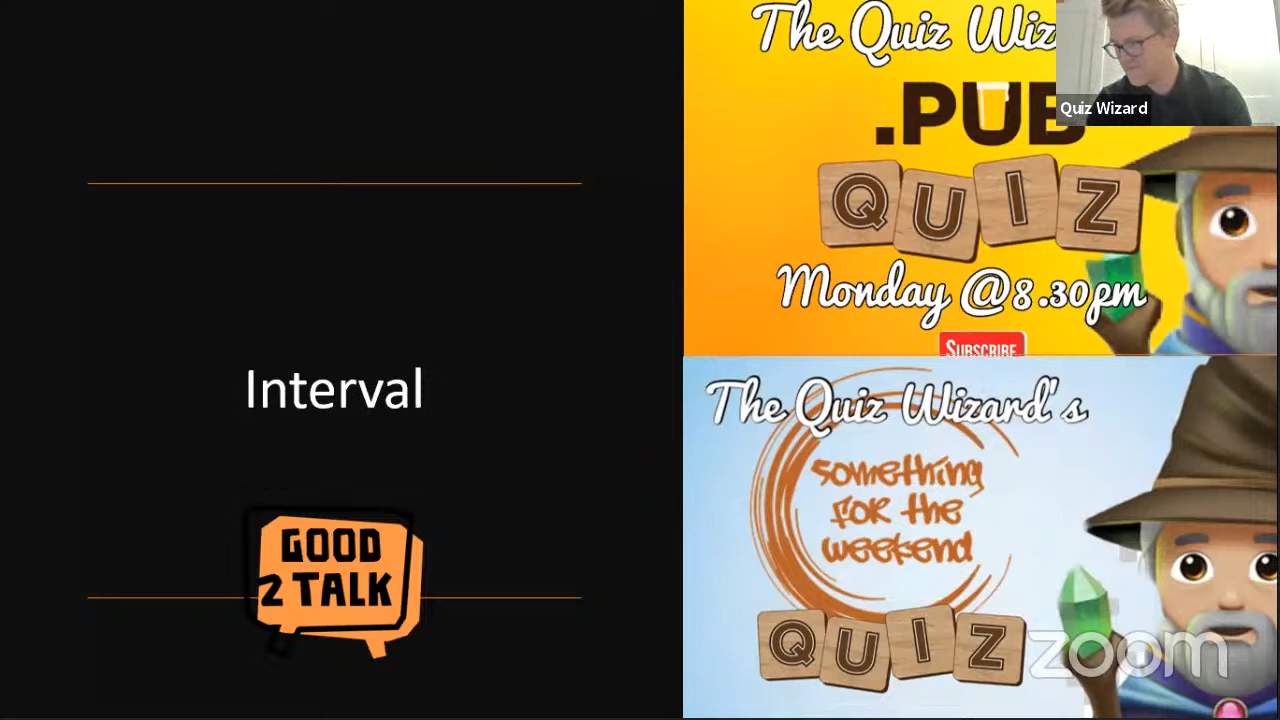 Interval
GOOD
2 TALK
The Quiz Wiz
.PUB
QUIZ
Monday @8.30pm
SUBSCRIBE
Quiz Wizard
The Quiz Wizard's
something
for the
weekend
QUIZ
zoom